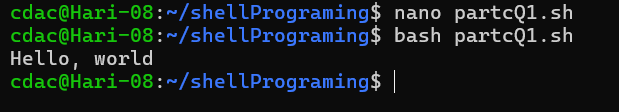 cdac@Hari-08:~/shellPrograming$ nano partcQ1.sh
cdac@Hari-08:~/shellPrograming$ bash partcQ1.sh
Hello, world
cdac@Hari-08:~/shellPrograming$